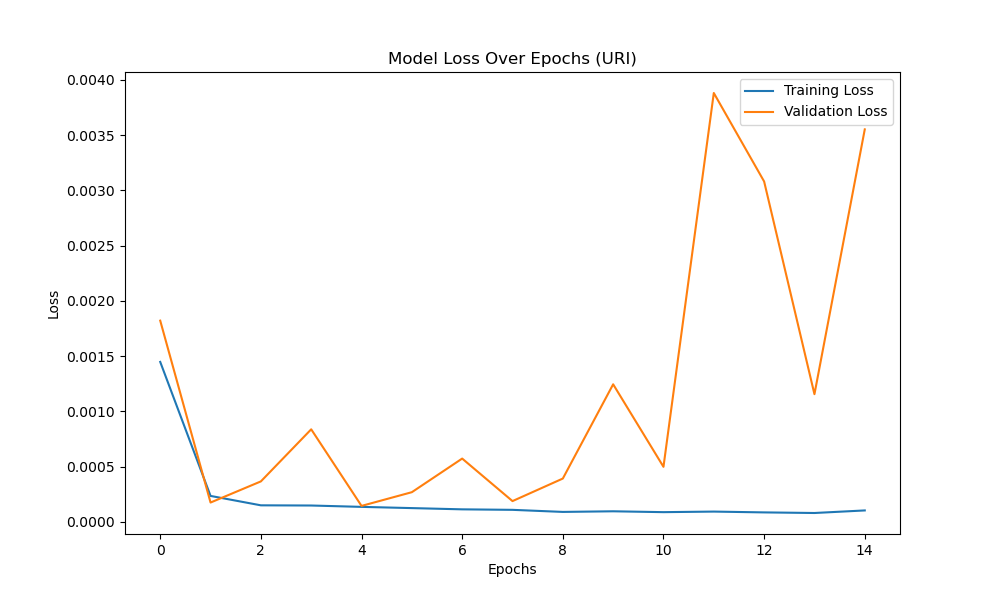 Model Loss Over Epochs (URI)
Training Loss
Validation Loss
0.0040
0.0035
0.0030
0.0025
0.0020
0.0015
0.0010
0.0005
0.0000
Loss
0 2 4 6 8 10 12 14
Epochs